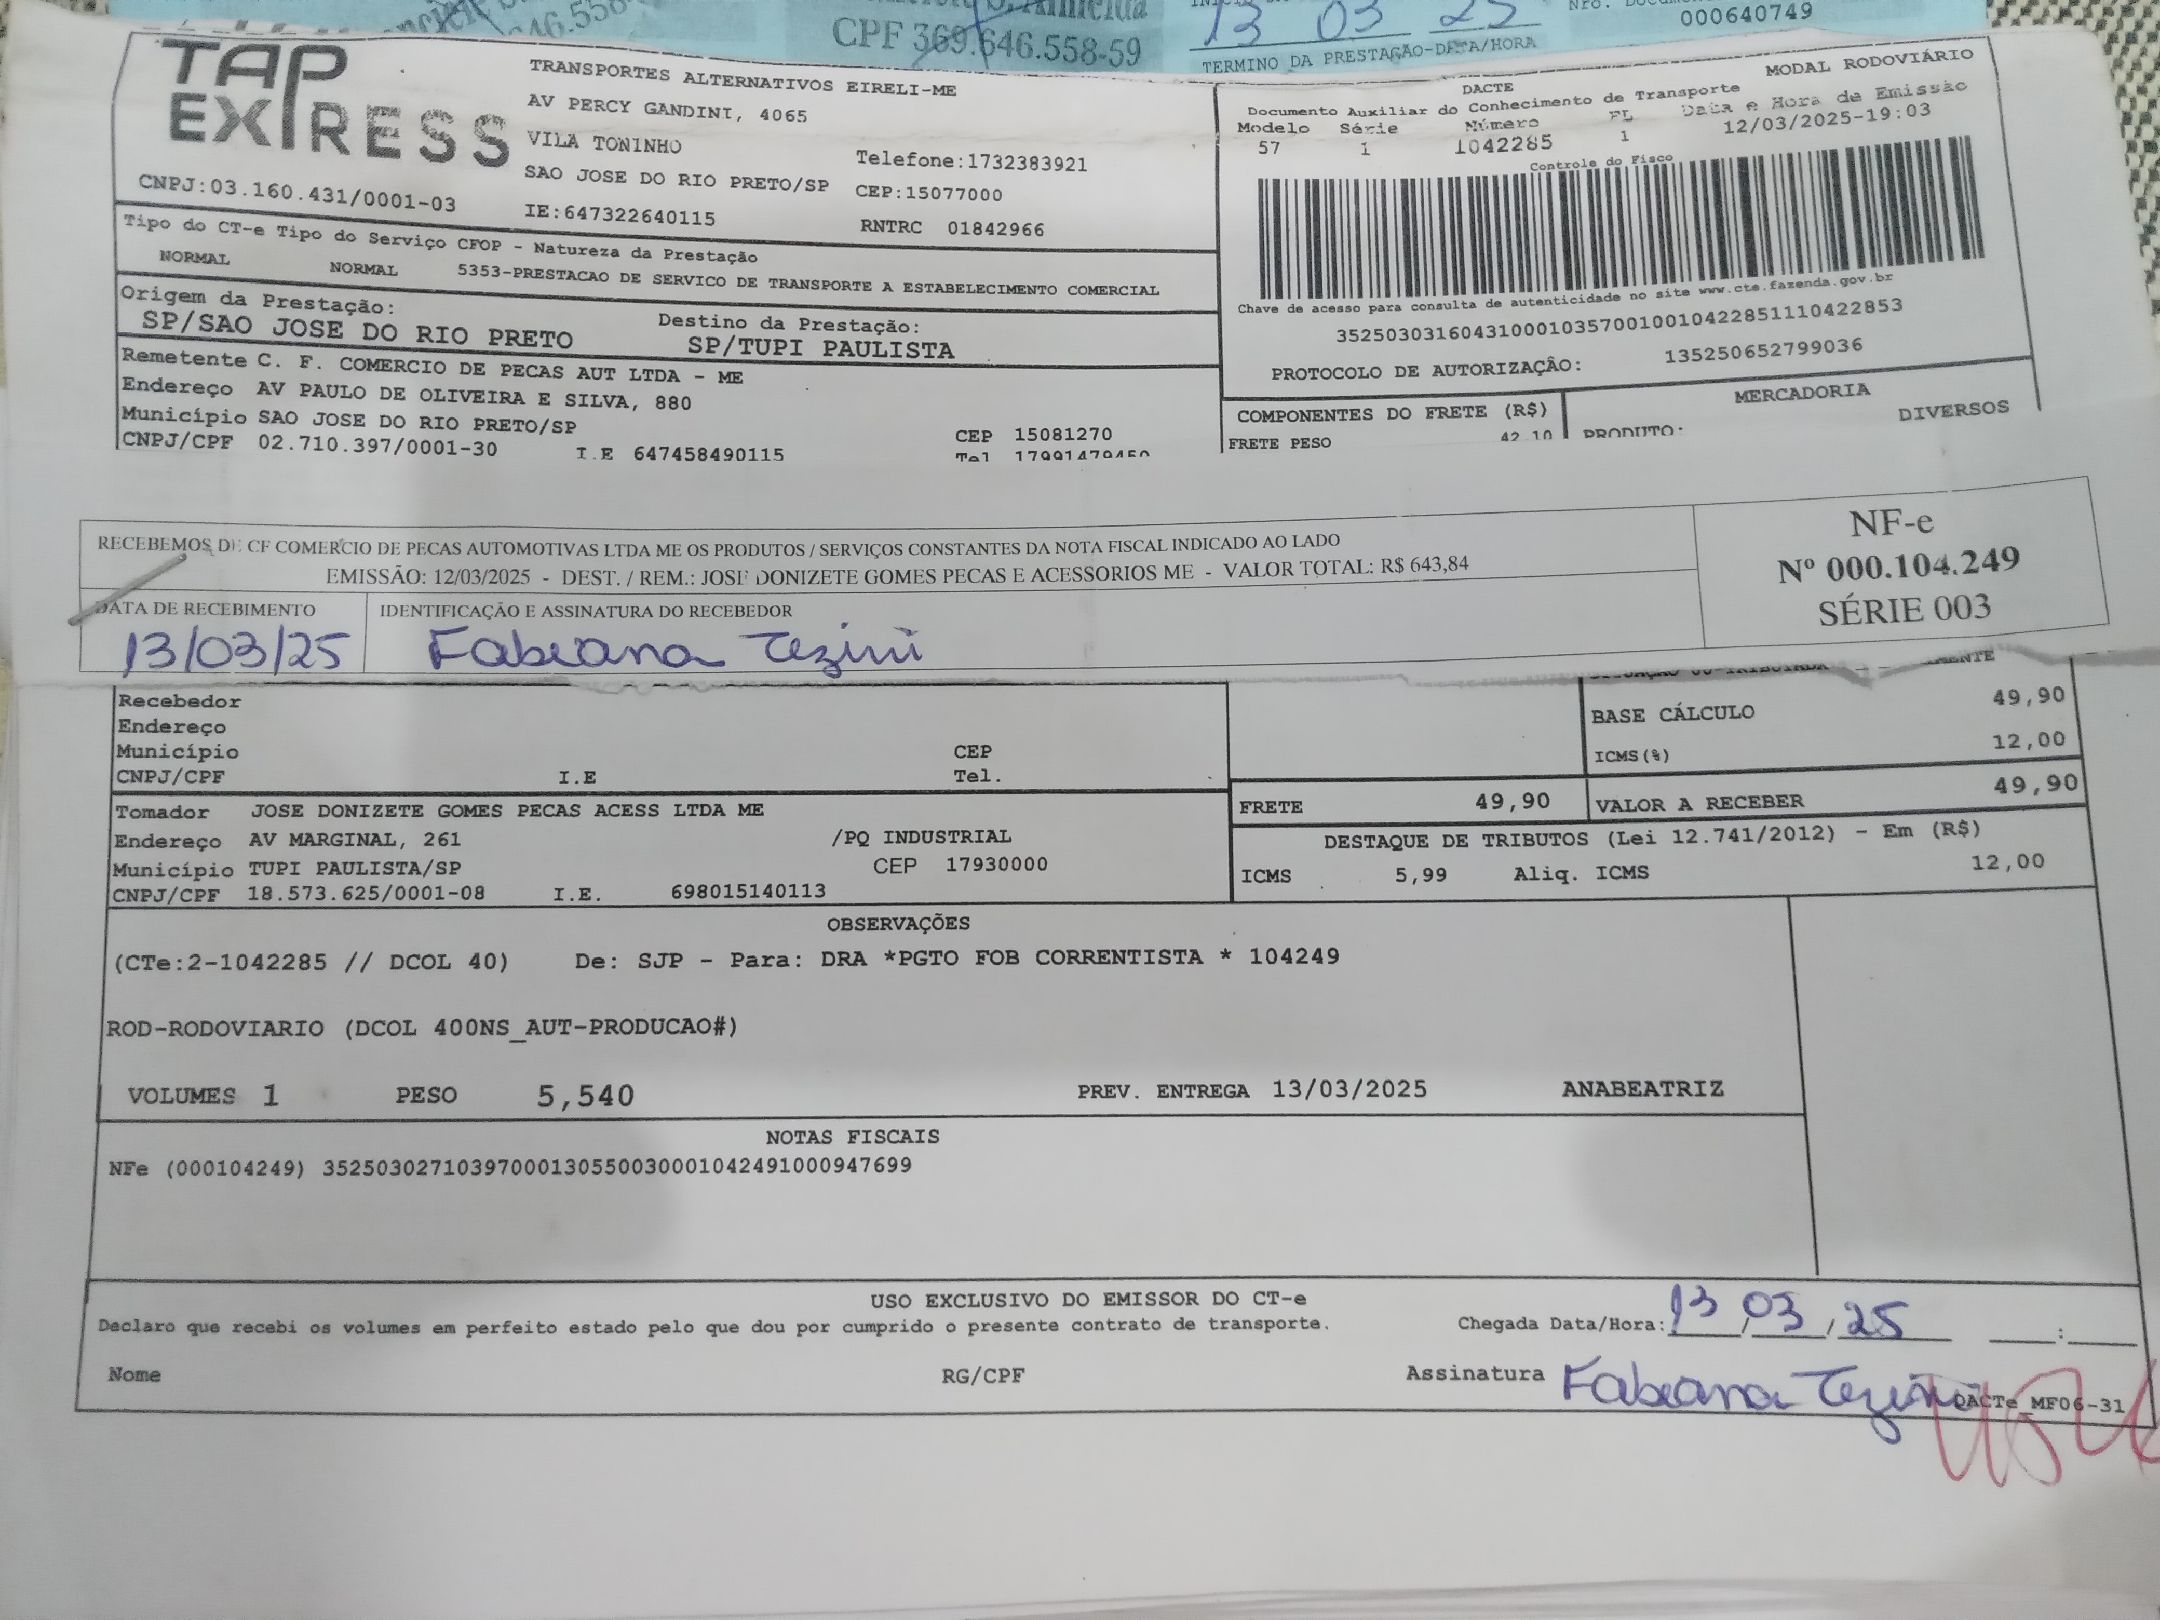 CPF 369.646.558-59
13 03 25
TERMINO DA PRESTAÇÃO-DATA/HORA
000640749
TAP EXPRESS
TRANSPORTES ALTERNATIVOS EIRELI-ME
AV PERCY GANDINI, 4065
VILA TONINHO
Telefone:1732383921
SAO JOSE DO RIO PRETO/SP CEP:15077000
CNPJ:03.160.431/0001-03 IE:647322640115 RNTRC 01842966
DACTE MODAL RODOVIÁRIO
Documento Auxiliar do Conhecimento de Transporte
Modelo Série Número FL Data e Hora de Emissão
57 1 1042285 1 12/03/2025-19:03
Controle do Fisco
Chave de acesso para consulta de autenticidade no site www.cte.fazenda.gov.br
35250303160431000103570010010422851110422853
PROTOCOLO DE AUTORIZAÇÃO: 135250652799036
Tipo do CT-e Tipo do Serviço CFOP - Natureza da Prestação
NORMAL NORMAL 5353-PRESTACAO DE SERVICO DE TRANSPORTE A ESTABELECIMENTO COMERCIAL
Origem da Prestação: Destino da Prestação:
SP/SAO JOSE DO RIO PRETO SP/TUPI PAULISTA
Remetente C. F. COMERCIO DE PECAS AUT LTDA - ME
Endereço AV PAULO DE OLIVEIRA E SILVA, 880
Município SAO JOSE DO RIO PRETO/SP CEP 15081270
CNPJ/CPF 02.710.397/0001-30 I.E 647458490115 Tel 17991479450
COMPONENTES DO FRETE (R$) MERCADORIA
FRETE PESO 42,10 PRODUTO: DIVERSOS
RECEBEMOS DE CF COMERCIO DE PECAS AUTOMOTIVAS LTDA ME OS PRODUTOS / SERVIÇOS CONSTANTES DA NOTA FISCAL INDICADO AO LADO
EMISSÃO: 12/03/2025 - DEST. / REM.: JOSE DONIZETE GOMES PECAS E ACESSORIOS ME - VALOR TOTAL: R$ 643,84
NF-e
Nº 000.104.249
SÉRIE 003
DATA DE RECEBIMENTO IDENTIFICAÇÃO E ASSINATURA DO RECEBEDOR
13/03/25 Fabiana Tezini
Recebedor
Endereço
Município CEP
CNPJ/CPF I.E Tel.
BASE CÁLCULO 49,90
ICMS(%) 12,00
FRETE 49,90 VALOR A RECEBER 49,90
Tomador JOSE DONIZETE GOMES PECAS ACESS LTDA ME
Endereço AV MARGINAL, 261 /PQ INDUSTRIAL
Município TUPI PAULISTA/SP CEP 17930000
CNPJ/CPF 18.573.625/0001-08 I.E. 698015140113
DESTAQUE DE TRIBUTOS (Lei 12.741/2012) - Em (R$)
ICMS 5,99 Aliq. ICMS 12,00
OBSERVAÇÕES
(CTe:2-1042285 // DCOL 40) De: SJP - Para: DRA *PGTO FOB CORRENTISTA * 104249
ROD-RODOVIARIO (DCOL 400NS_AUT-PRODUCAO#)
VOLUMES 1 PESO 5,540 PREV. ENTREGA 13/03/2025 ANABEATRIZ
NOTAS FISCAIS
NFe (000104249) 35250302710397000130550030001042491000947699
USO EXCLUSIVO DO EMISSOR DO CT-e
Declaro que recebi os volumes em perfeito estado pelo que dou por cumprido o presente contrato de transporte.
Chegada Data/Hora: 13/03/25 :
Nome RG/CPF Assinatura Fabiana Tezini
DACTe_MF06-31